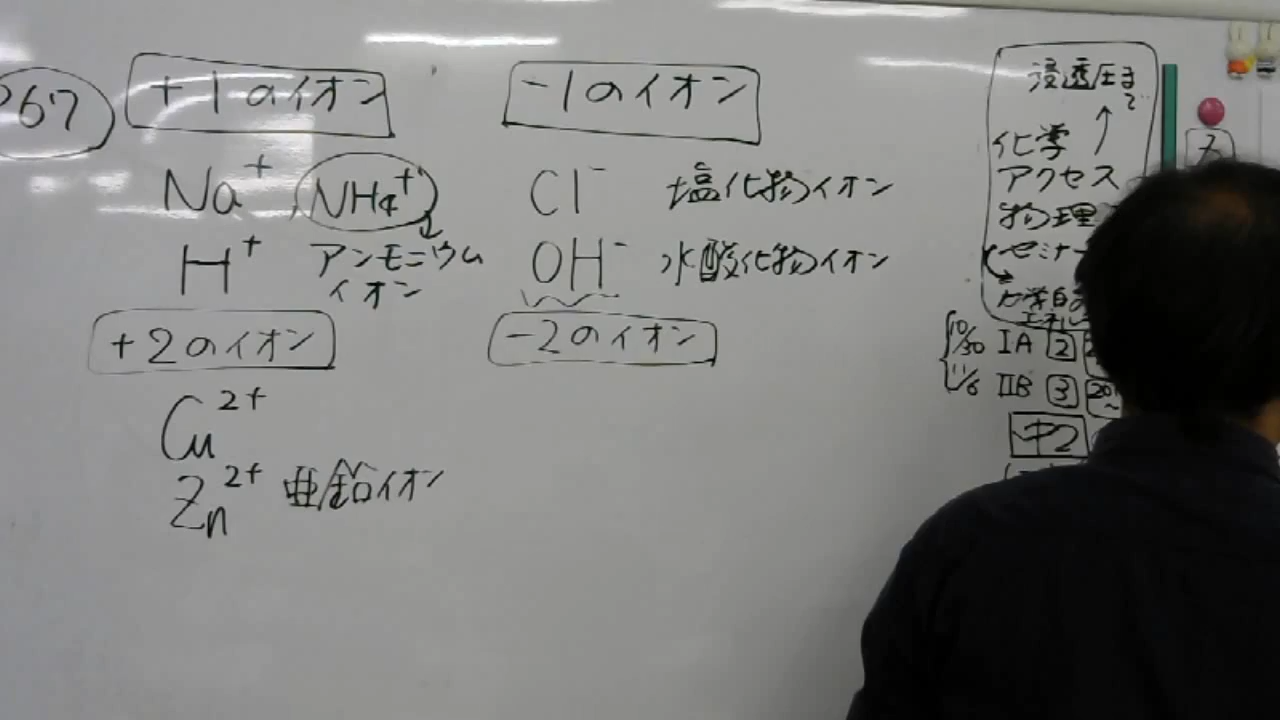 P67
+1のイオン
Na⁺, NH₄⁺
H⁺ アンモニウム
イオン
-1のイオン
Cl⁻ 塩化物イオン
OH⁻ 水酸化物イオン
+2のイオン
Cu²⁺
Zn²⁺ 亜鉛イオン
-2のイオン
浸透圧まで
化学
アクセス
物理
セミナー
10/30 IA 2
11/6 IIB 3
中2